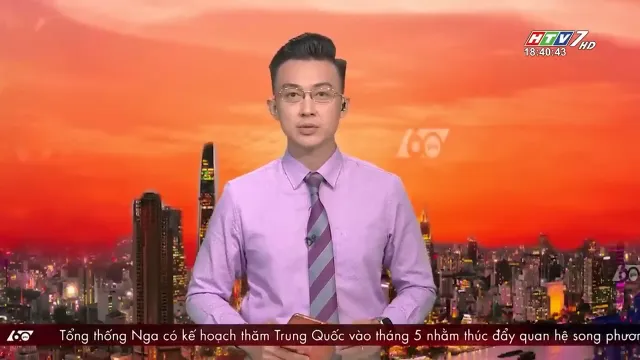 HTV7 HD
18:40:43
60
Tổng thống Nga có kế hoạch thăm Trung Quốc vào tháng 5 nhằm thúc đẩy quan hệ song phươ